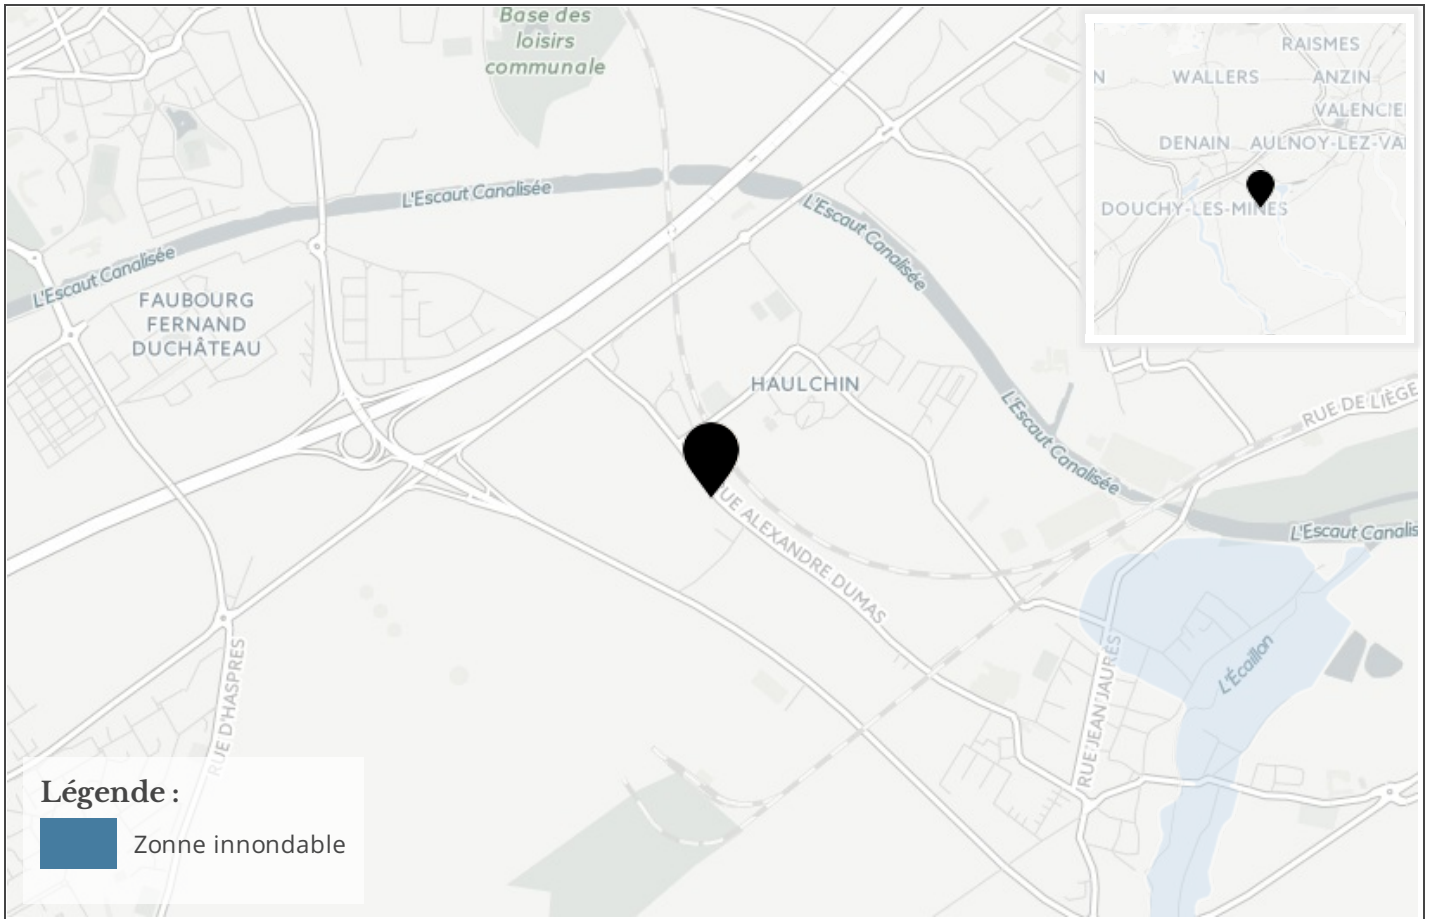 Base des
loisirs
communale
RAISMES
N
WALLERS
ANZIN
VALENCIE
DENAIN
AULNOY-LEZ-VA
DOUCHY-LES-MINES
L'Escaut Canalisée
L'Escaut Canalisée
L'Escaut Canalisée
FAUBOURG
FERNAND
DUCHÂTEAU
HAULCHIN
L'Escaut Canalisée
RUE DE LIÈGE
L'Escaut Canalis
RUE ALEXANDRE DUMAS
RUE D'HASPRES
RUE JEAN JAURÈS
L'Écaillon
Légende :
Zonne innondable